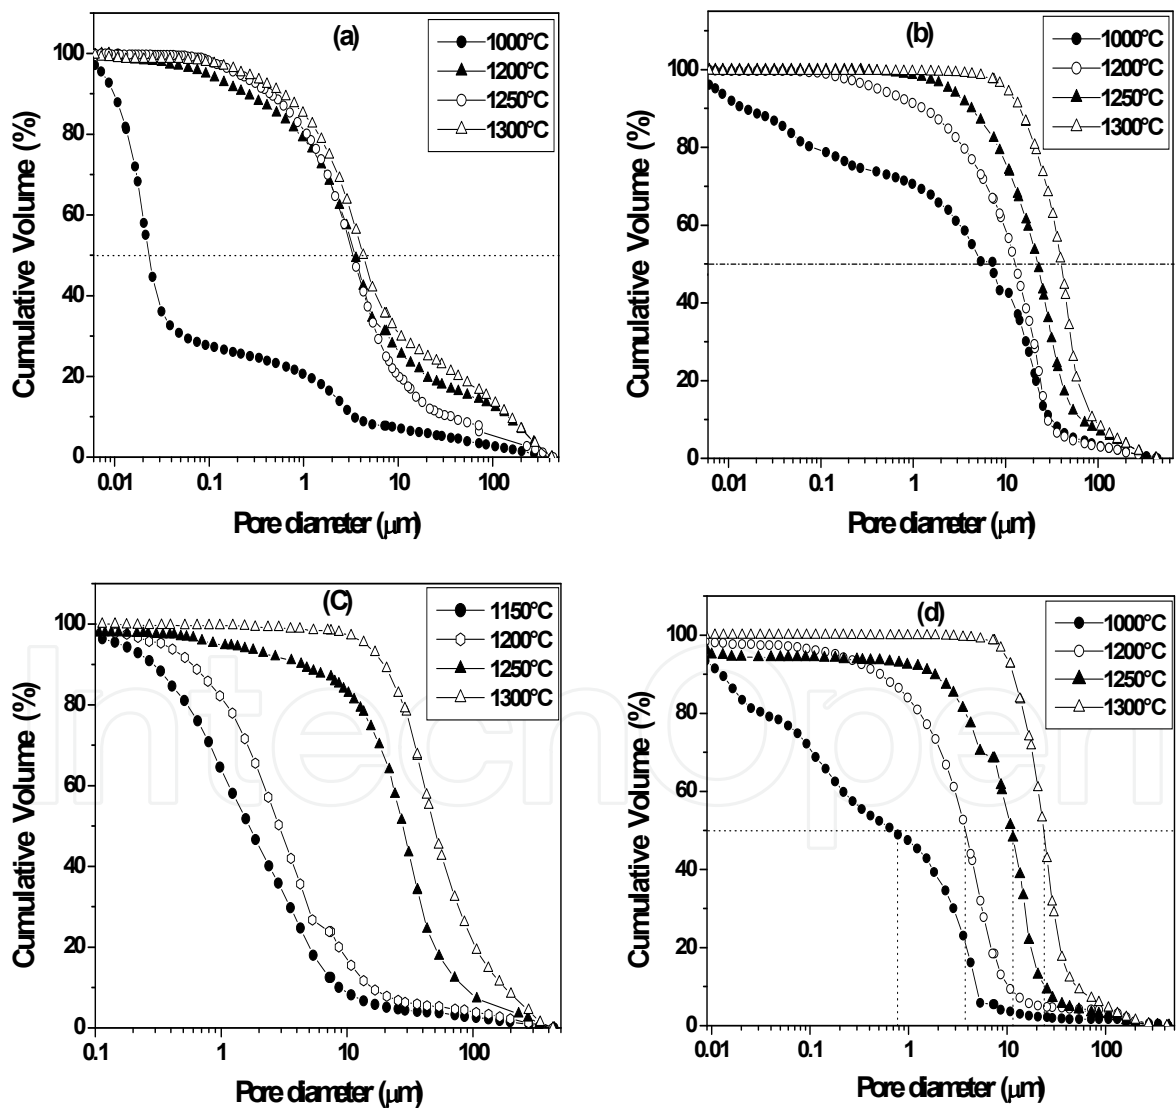 (a)
1000°C
1200°C
1250°C
1300°C
100
80
60
40
20
0
Cumulative Volume (%)
0.01
0.1
1
10
100
Pore diameter (μm)
(b)
1000°C
1200°C
1250°C
1300°C
100
80
60
40
20
0
Cumulative Volume (%)
0.01
0.1
1
10
100
Pore diameter (μm)
(C)
1150°C
1200°C
1250°C
1300°C
100
80
60
40
20
0
Cumulative Volume (%)
0.1
1
10
100
Pore diameter (μm)
(d)
1000°C
1200°C
1250°C
1300°C
100
80
60
40
20
0
Cumulative Volume (%)
0.01
0.1
1
10
100
Pore diameter (μm)
IntechOpen